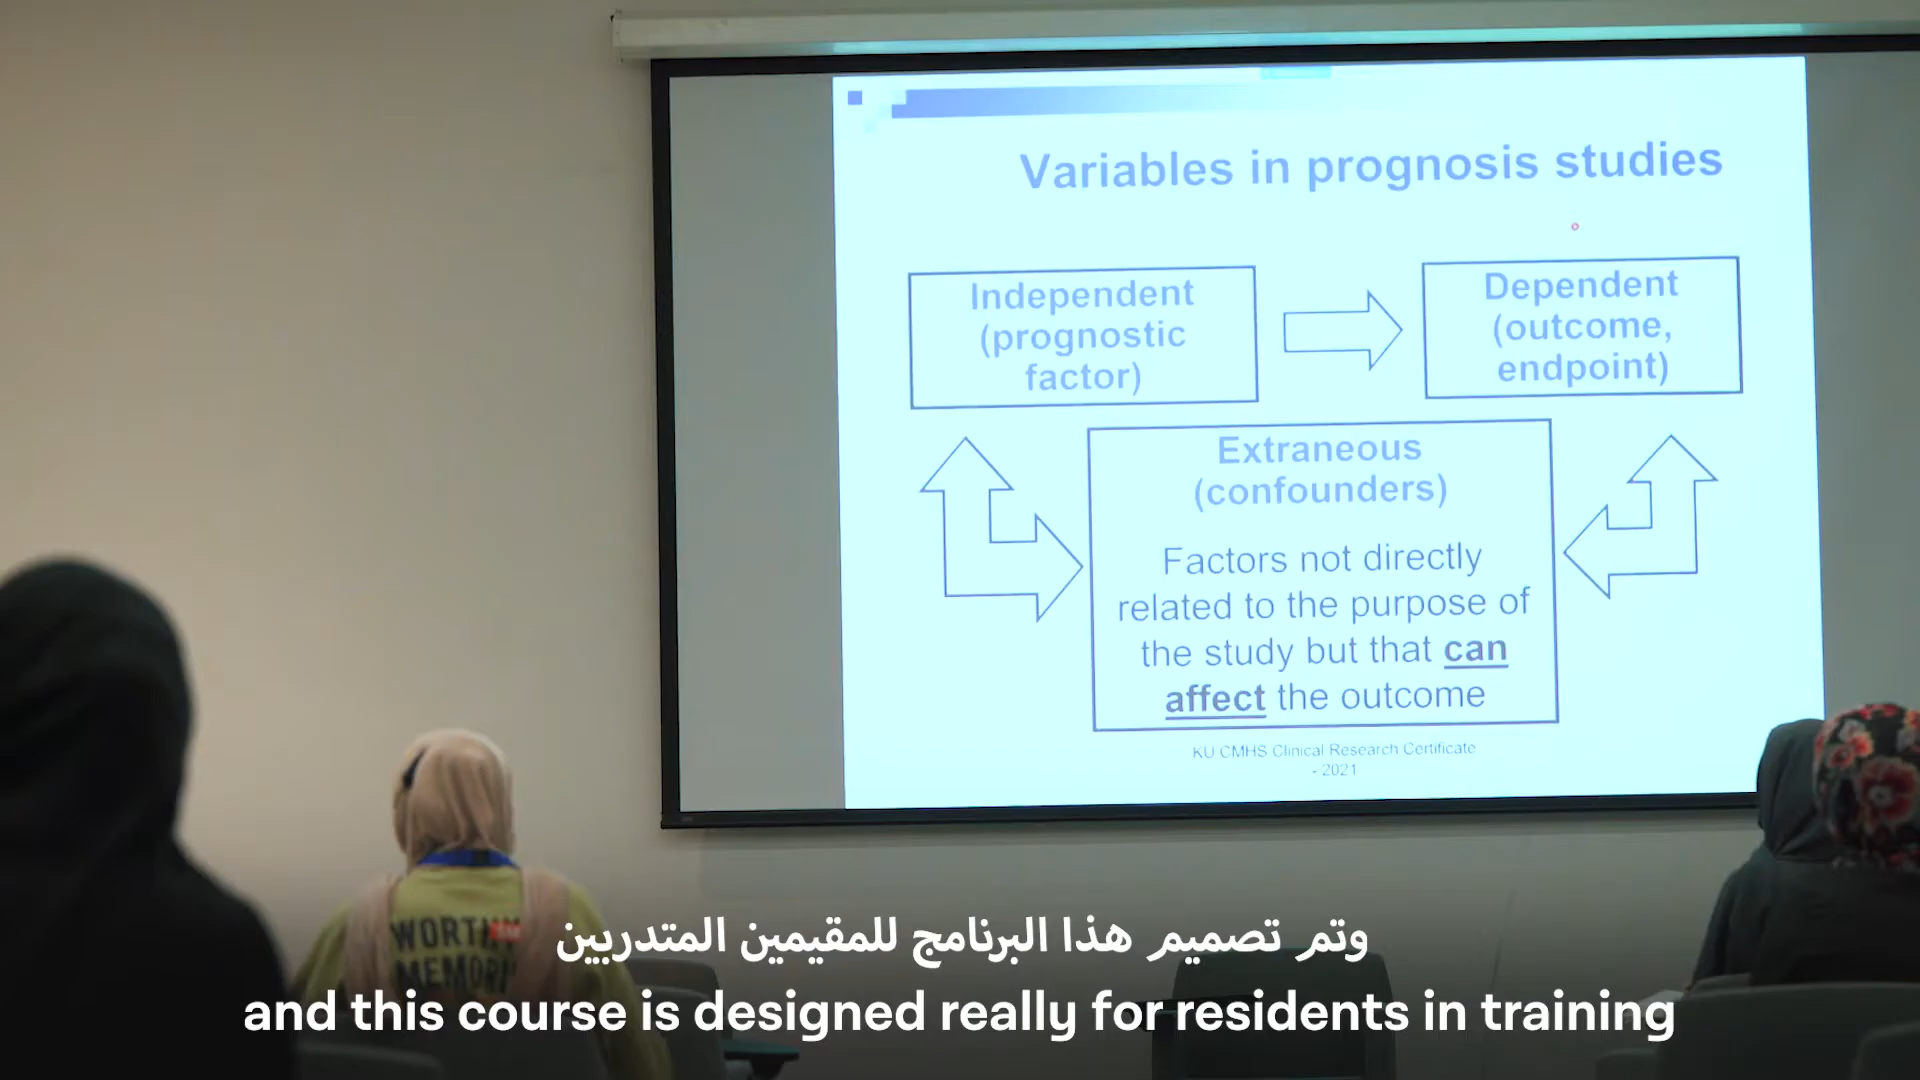 Variables in prognosis studies
Independent
(prognostic
factor)
Dependent
(outcome,
endpoint)
Extraneous
(confounders)
Factors not directly
related to the purpose of
the study but that can
affect the outcome
KU CMHS Clinical Research Certificate
- 2021
وتم تصميم هذا البرنامج للمقيمين المتدربين
and this course is designed really for residents in training